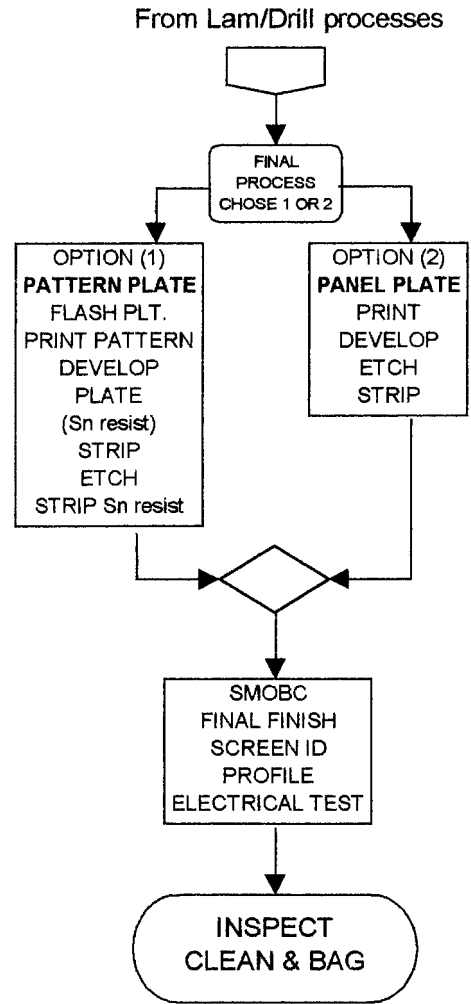 From Lam/Drill processes
FINAL
PROCESS
CHOSE 1 OR 2
OPTION (1)
PATTERN PLATE
FLASH PLT.
PRINT PATTERN
DEVELOP
PLATE
(Sn resist)
STRIP
ETCH
STRIP Sn resist
OPTION (2)
PANEL PLATE
PRINT
DEVELOP
ETCH
STRIP
SMOBC
FINAL FINISH
SCREEN ID
PROFILE
ELECTRICAL TEST
INSPECT
CLEAN & BAG